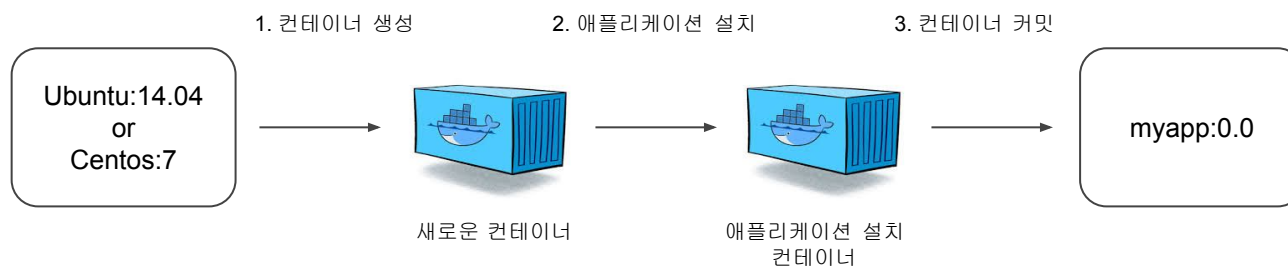 1. 컨테이너 생성
2. 애플리케이션 설치
3. 컨테이너 커밋
Ubuntu:14.04
or
Centos:7
myapp:0.0
새로운 컨테이너
애플리케이션 설치
컨테이너